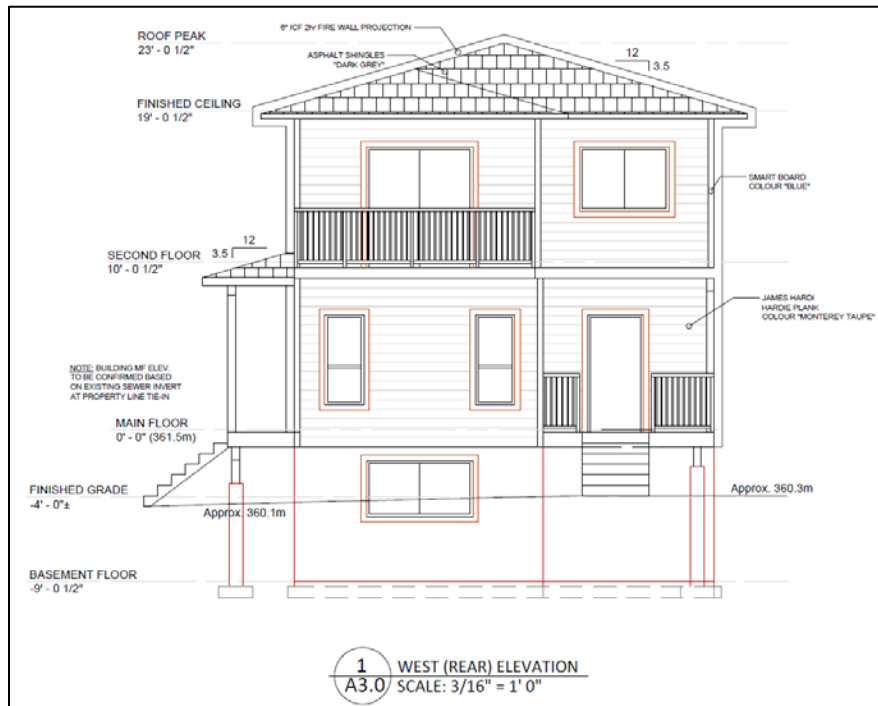 6" ICF 2hr FIRE WALL PROJECTION
ROOF PEAK
23' - 0 1/2"
ASPHALT SHINGLES
"DARK GREY"
12
3.5
FINISHED CEILING
19' - 0 1/2"
SMART BOARD
COLOUR "BLUE"
12
3.5
SECOND FLOOR
10' - 0 1/2"
JAMES HARDI
HARDIE PLANK
COLOUR "MONTEREY TAUPE"
NOTE: BUILDING MF ELEV.
TO BE CONFIRMED BASED
ON EXISTING SEWER INVERT
AT PROPERTY LINE TIE-IN
MAIN FLOOR
0' - 0" (361.5m)
FINISHED GRADE
-4' - 0"±
Approx. 360.1m
Approx. 360.3m
BASEMENT FLOOR
-9' - 0 1/2"
1
A3.0
WEST (REAR) ELEVATION
SCALE: 3/16" = 1' 0"